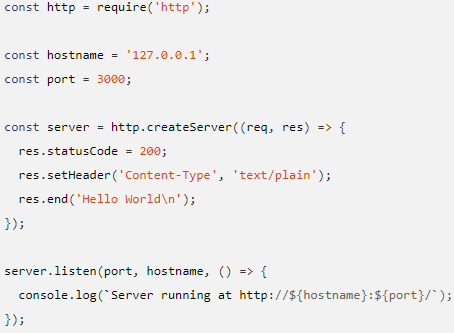 const http = require('http');

const hostname = '127.0.0.1';
const port = 3000;

const server = http.createServer((req, res) => {
  res.statusCode = 200;
  res.setHeader('Content-Type', 'text/plain');
  res.end('Hello World\n');
});

server.listen(port, hostname, () => {
  console.log(`Server running at http://${hostname}:${port}/`);
});